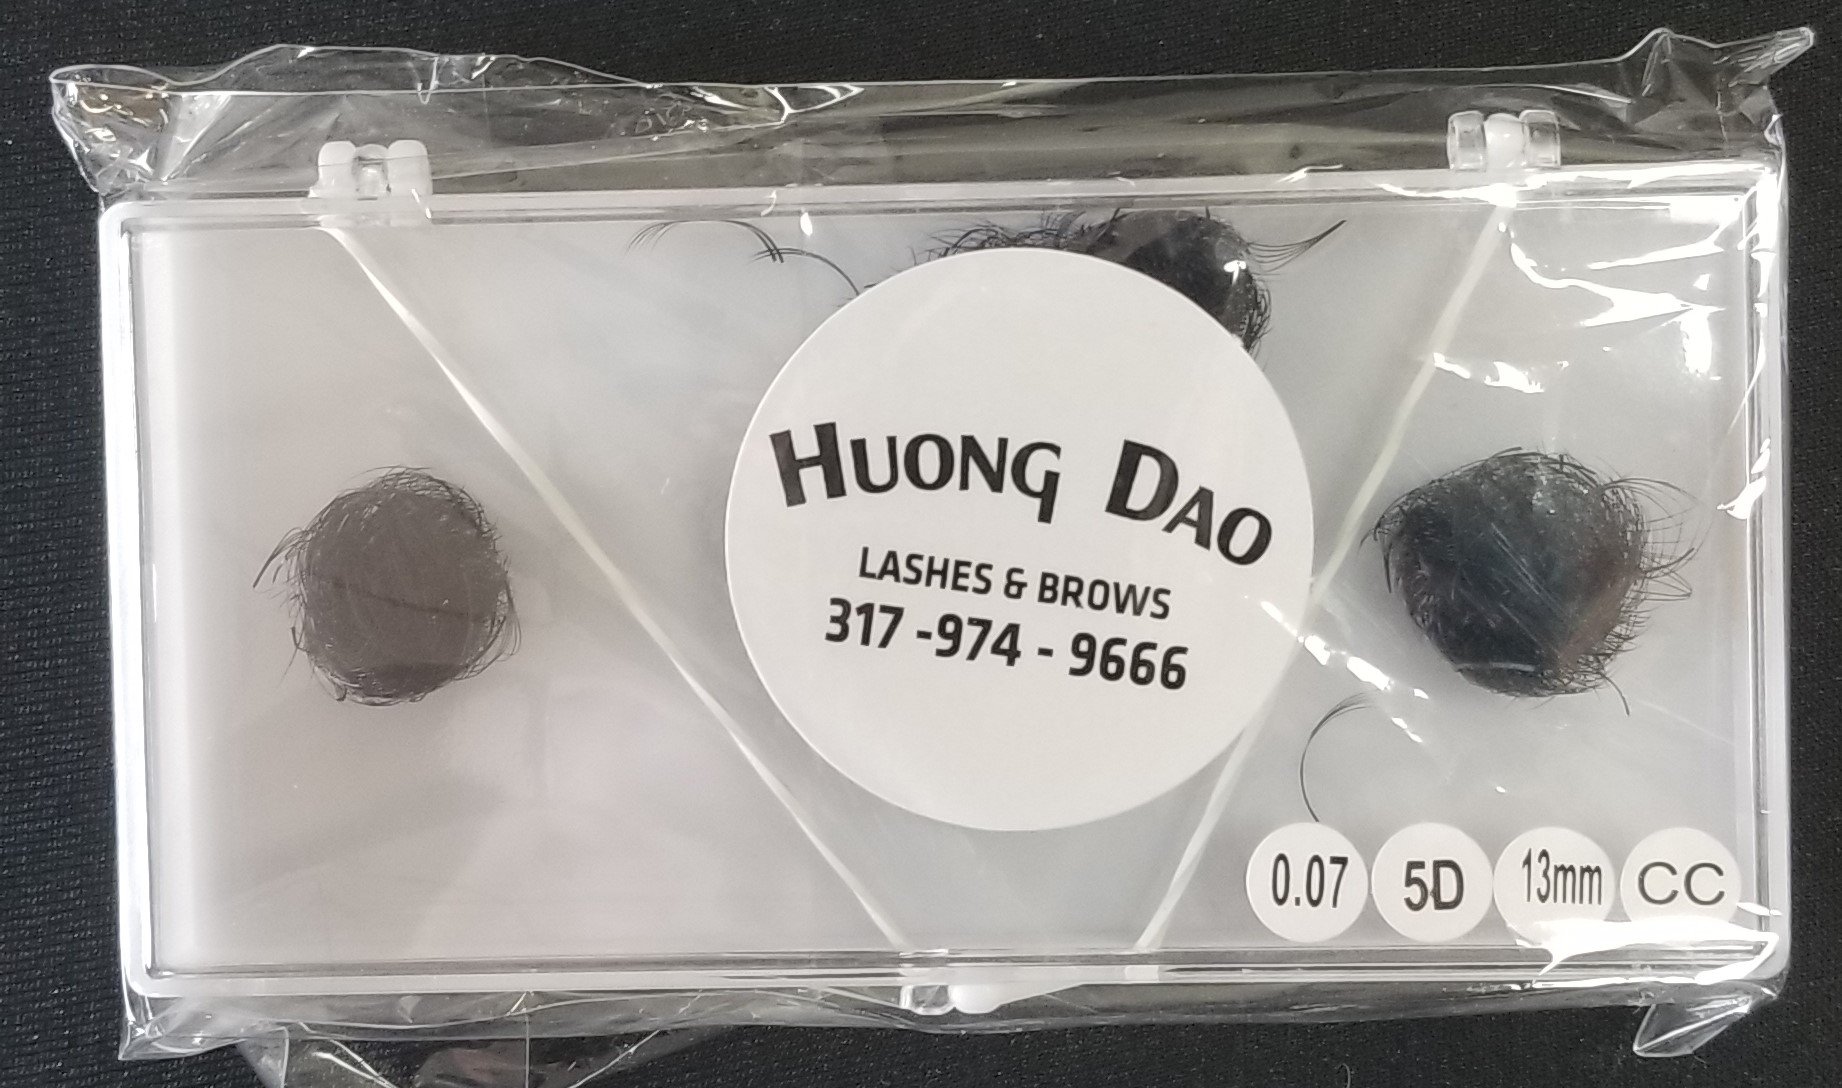 HUONG DAO
LASHES & BROWS
317 -974 - 9666
0.07 5D 13mm CC